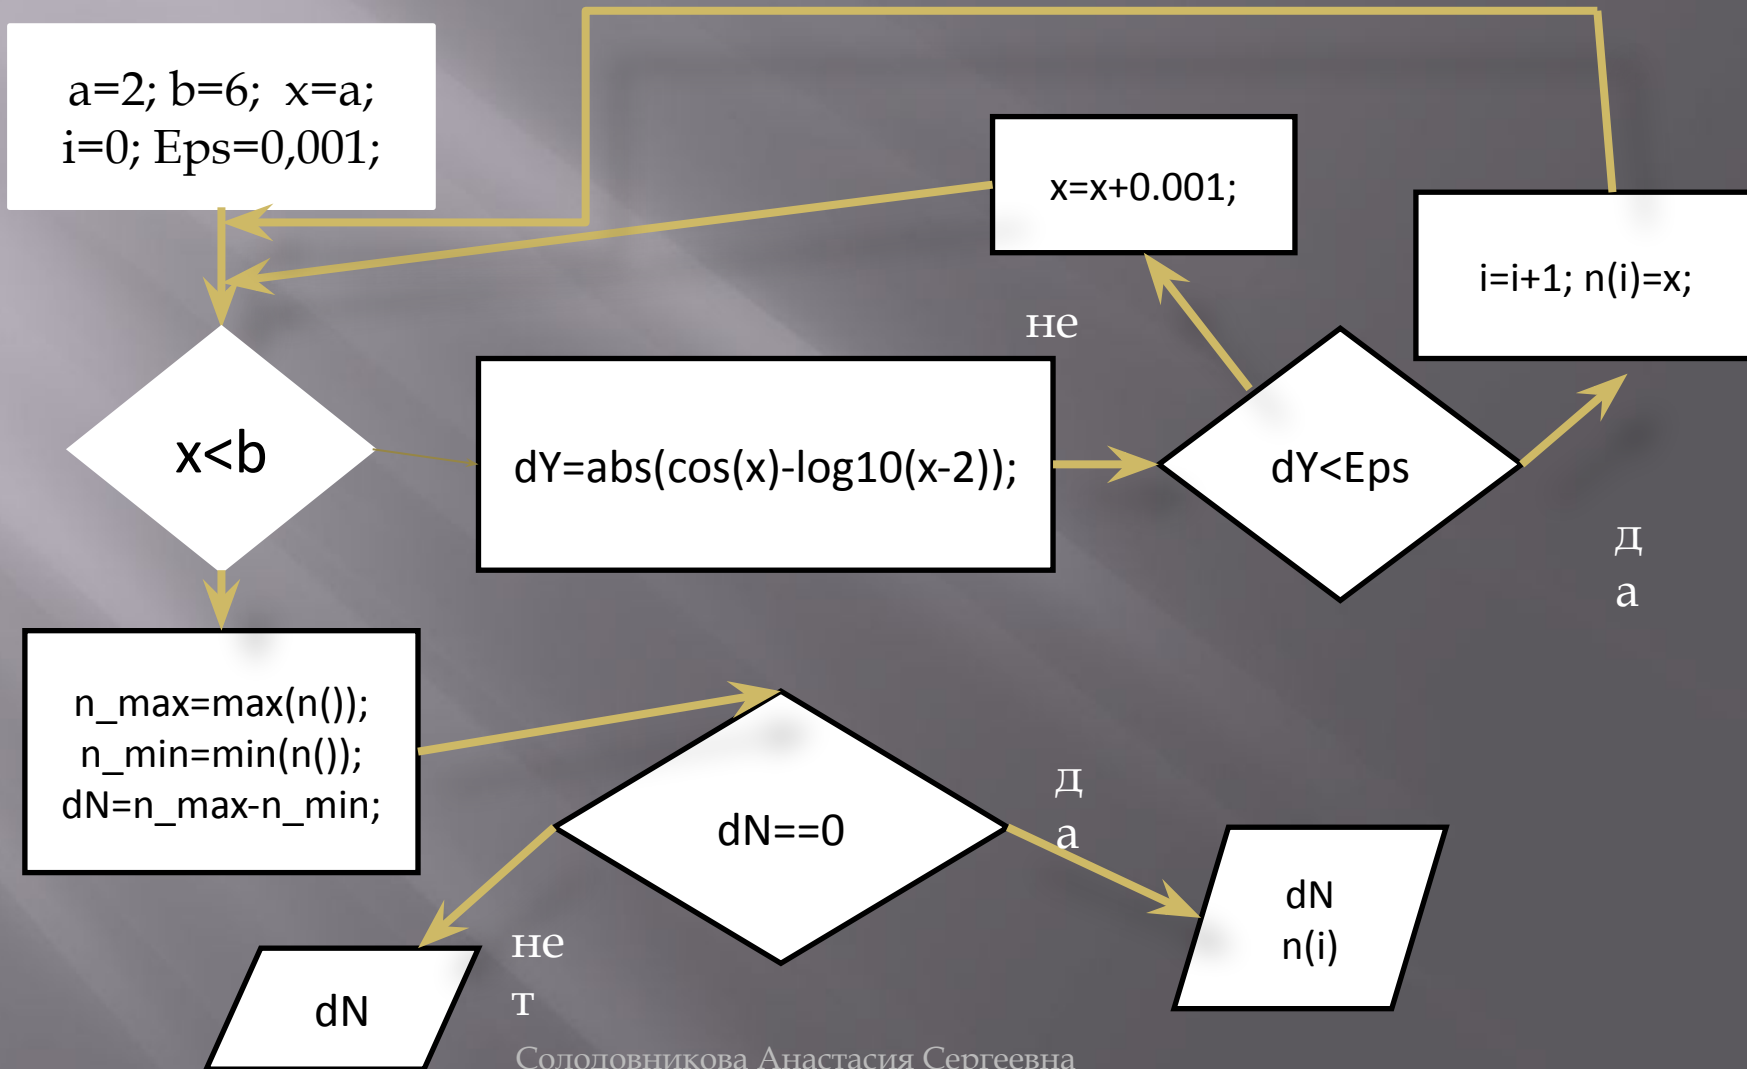 a=2; b=6; x=a;
i=0; Eps=0,001;
x=x+0.001;
i=i+1; n(i)=x;
не
x<b
dY=abs(cos(x)-log10(x-2));
dY<Eps
д
а
n_max=max(n());
n_min=min(n());
dN=n_max-n_min;
dN==0
д
а
dN
n(i)
не
т
dN
Солодовникова Анастасия Сергеевна